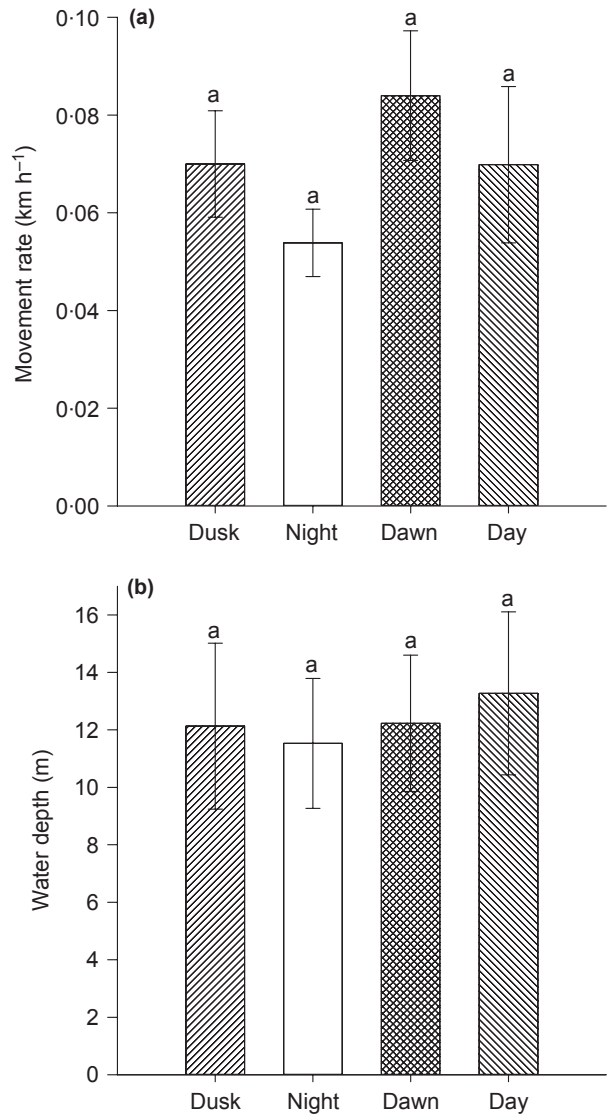 (a)
0·10
0·08
0·06
0·04
0·02
0·00
Movement rate (km h⁻¹)
a
a
a
a
Dusk Night Dawn Day
(b)
16
14
12
10
8
6
4
2
0
Water depth (m)
a
a
a
a
Dusk Night Dawn Day